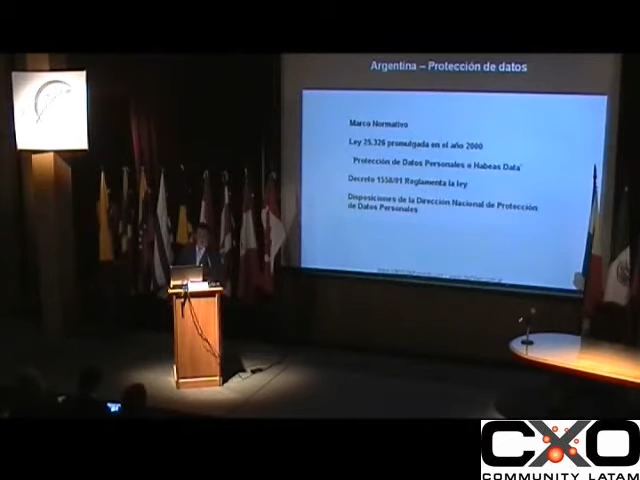 Argentina – Protección de datos
Marco Normativo
Ley 25.326 promulgada en el año 2000
"Protección de Datos Personales o Habeas Data"
Decreto 1558/01 Reglamenta la ley
Disposiciones de la Dirección Nacional de Protección
de Datos Personales
CXO
COMMUNITY LATAM